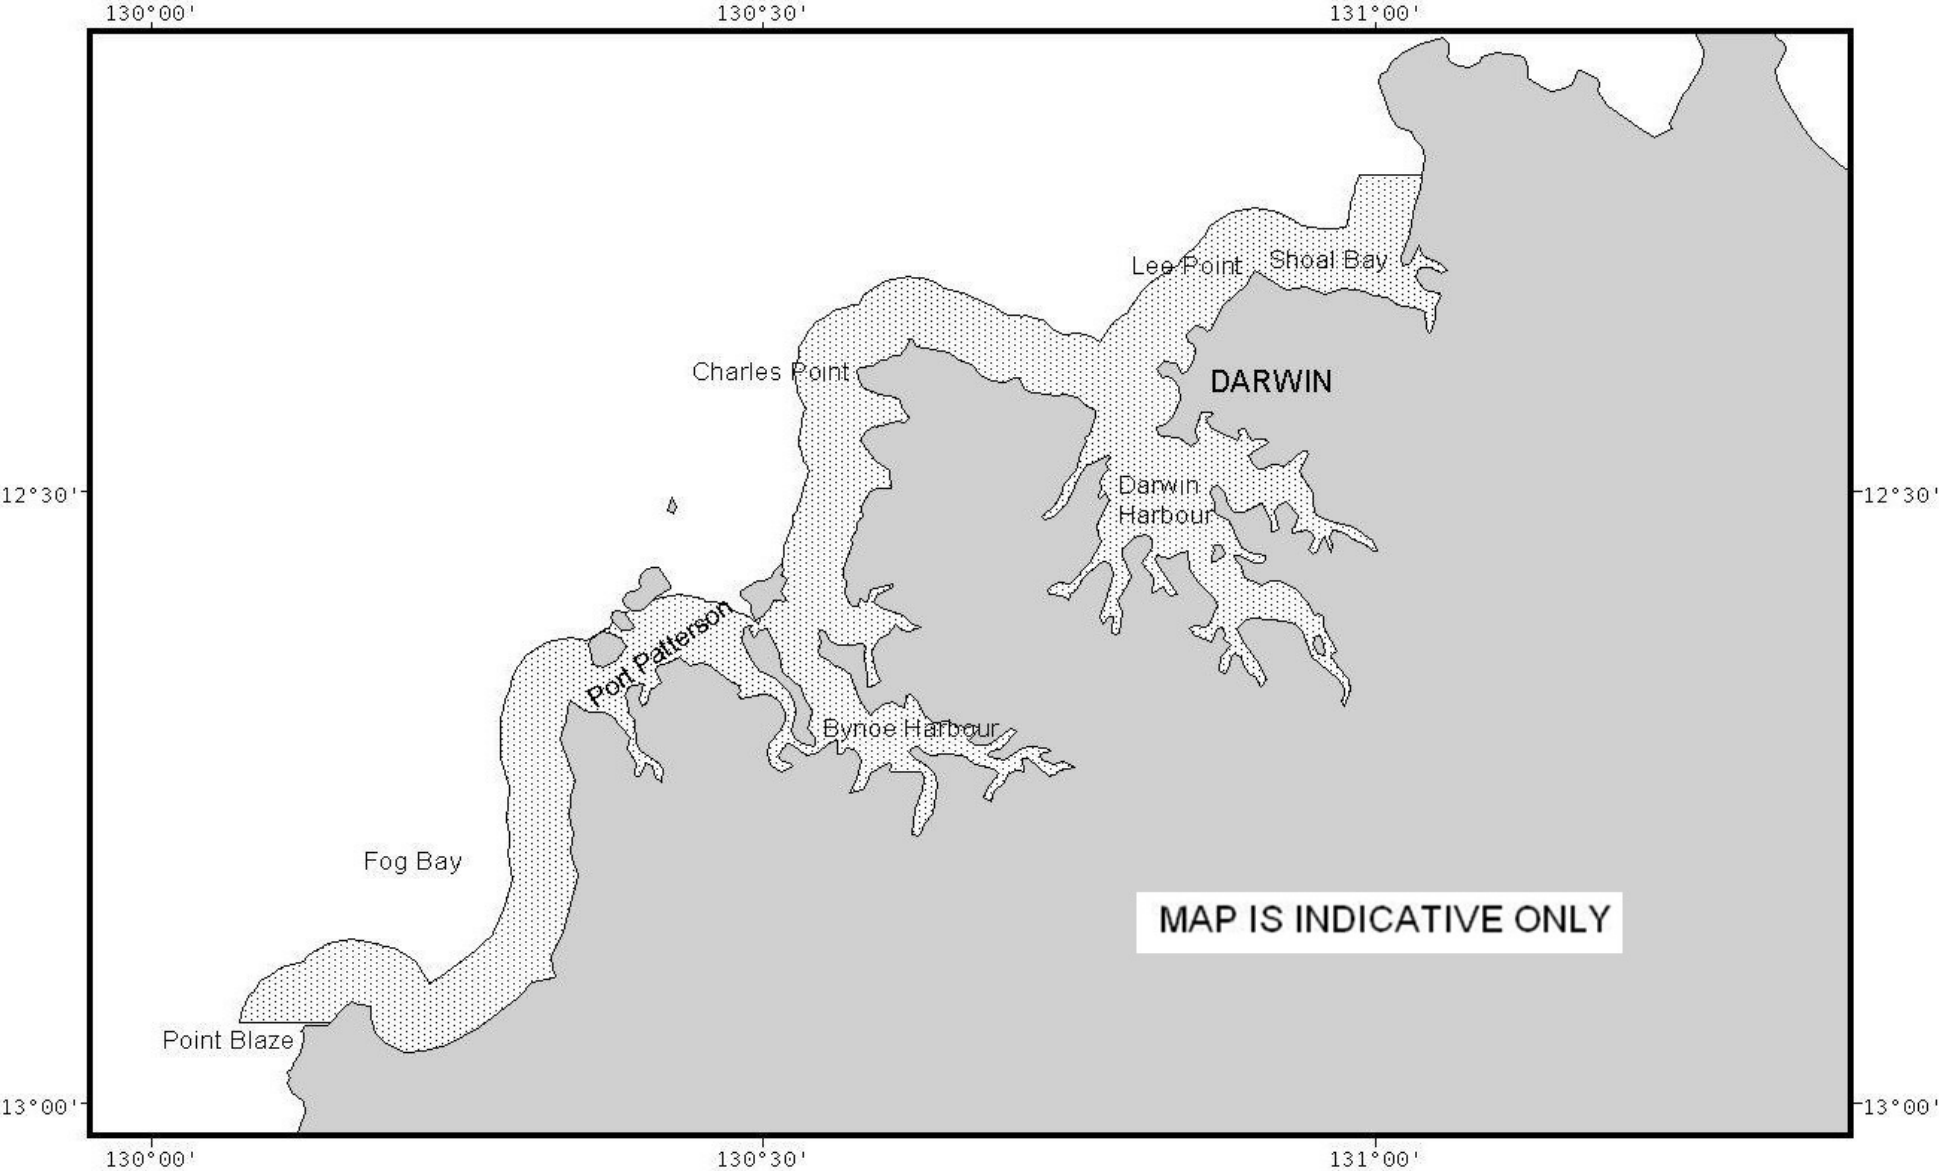 130°00' 130°30' 131°00'
Lee Point Shoal Bay
Charles Point
DARWIN
12°30' 12°30'
Darwin
Harbour
Port Patterson
Bynoe Harbour
Fog Bay
MAP IS INDICATIVE ONLY
Point Blaze
13°00' 13°00'
130°00' 130°30' 131°00'